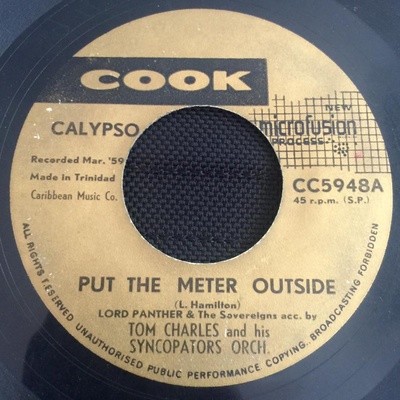 COOK
CALYPSO
NEW
microfusion
PROCESS
Recorded Mar. '59
Made in Trinidad
Caribbean Music Co.
CC5948A
45 r.p.m. (S.P.)
PUT THE METER OUTSIDE
(L. Hamilton)
LORD PANTHER & The Sovereigns acc. by
TOM CHARLES and his
SYNCOPATORS ORCH.
ALL RIGHTS RESERVED UNAUTHORISED PUBLIC PERFORMANCE COPYING, BROADCASTING FORBIDDEN